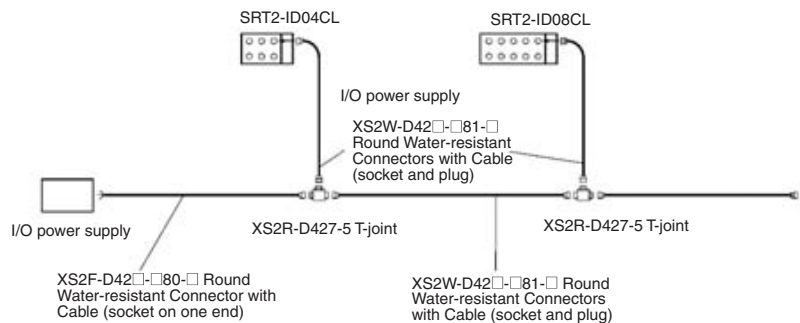 SRT2-ID04CL
SRT2-ID08CL
I/O power supply
XS2W-D42□-□81-□
Round Water-resistant
Connectors with Cable
(socket and plug)
I/O power supply
XS2R-D427-5 T-joint
XS2R-D427-5 T-joint
XS2F-D42□-□80-□ Round
Water-resistant Connector with
Cable (socket on one end)
XS2W-D42□-□81-□ Round
Water-resistant Connectors
with Cable (socket and plug)